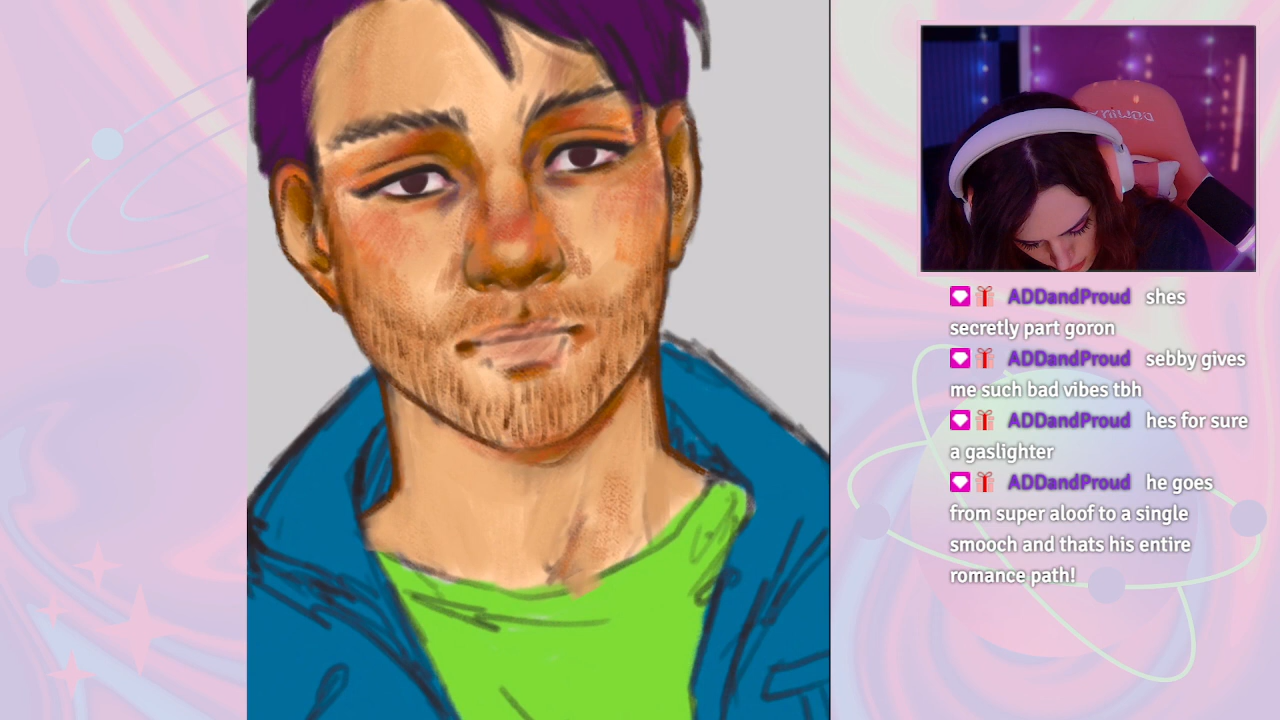 ADDandProud shes
secretly part goron
ADDandProud sebby gives
me such bad vibes tbh
ADDandProud hes for sure
a gaslighter
ADDandProud he goes
from super aloof to a single
smooch and thats his entire
romance path!